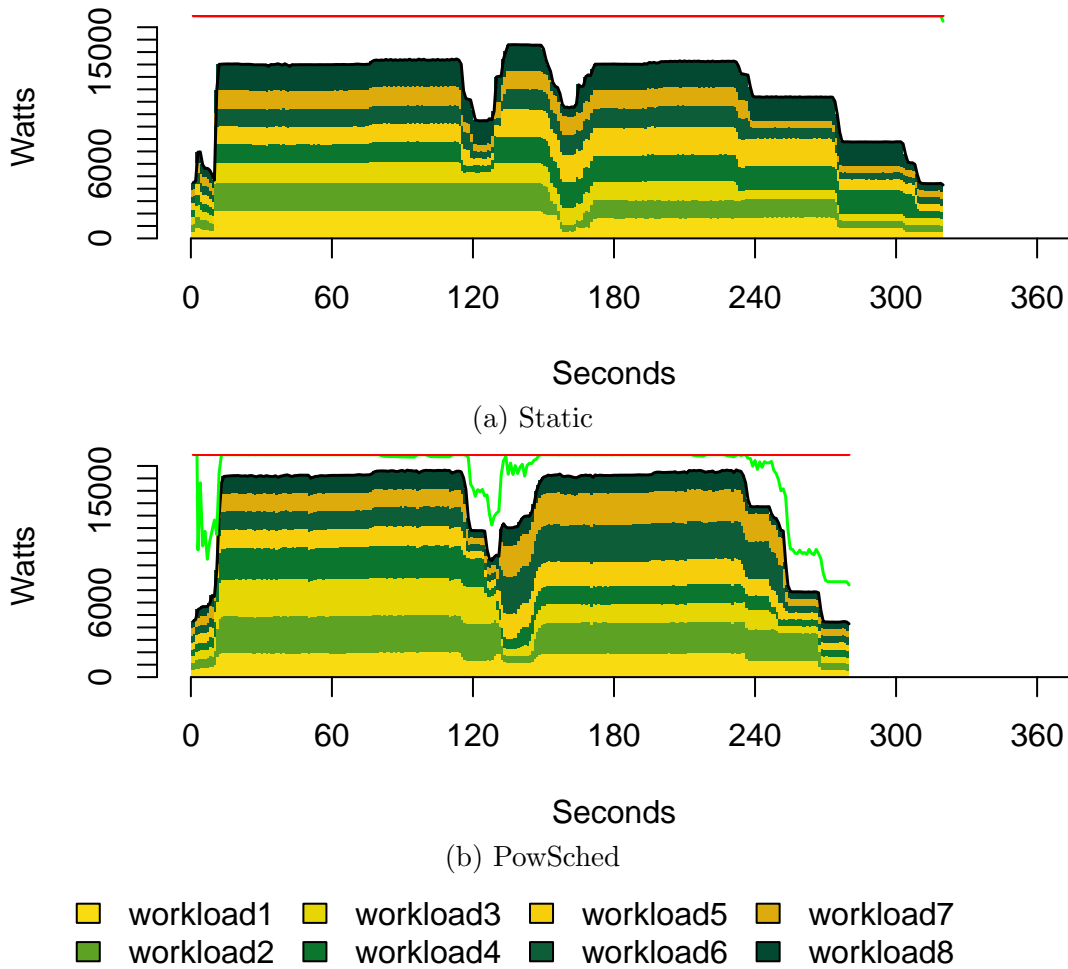 15000
6000
0
Watts
0 60 120 180 240 300 360
Seconds
(a) Static
15000
6000
0
Watts
0 60 120 180 240 300 360
Seconds
(b) PowSched
workload1 workload3 workload5 workload7
workload2 workload4 workload6 workload8